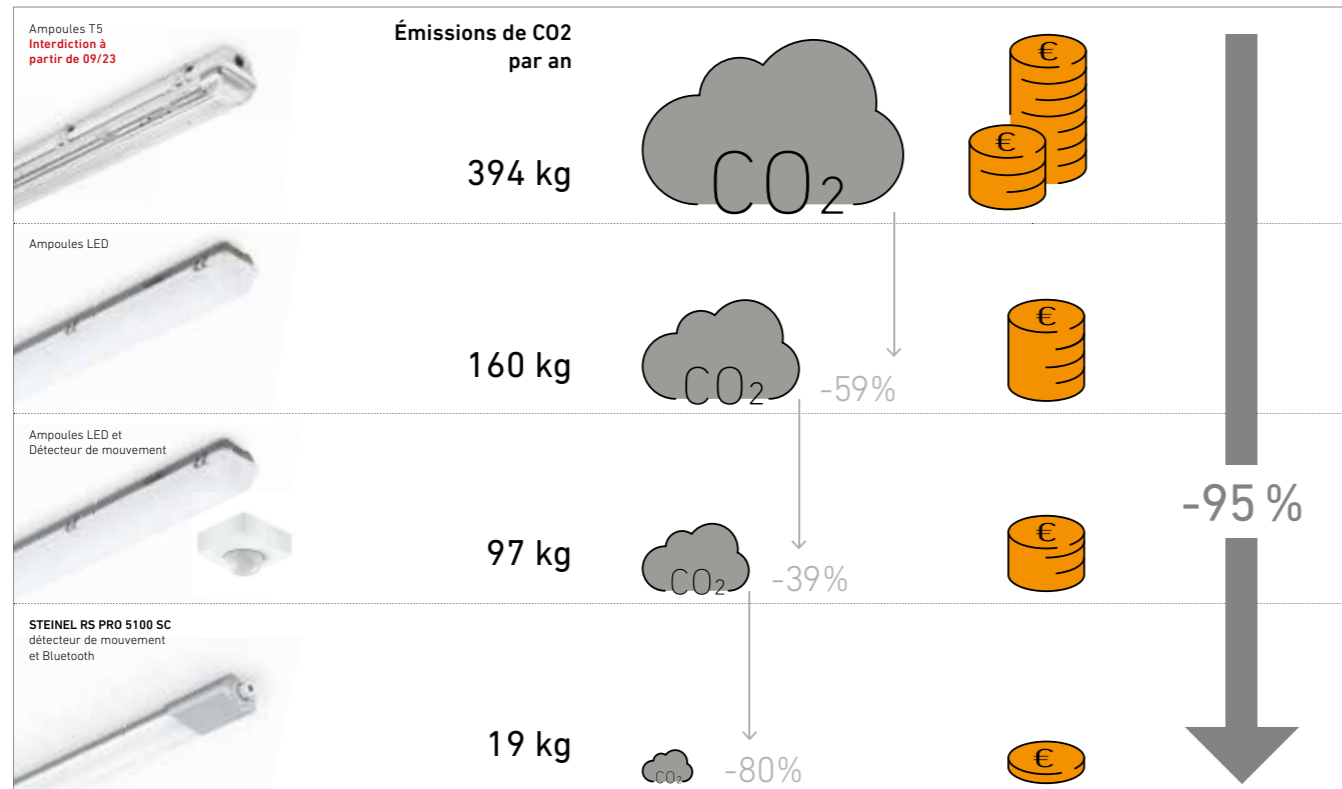 Ampoules T5
Interdiction à
partir de 09/23
Émissions de CO2
par an
394 kg
CO2
€
€
Ampoules LED
160 kg
CO2
-59%
€
Ampoules LED et
Détecteur de mouvement
97 kg
CO2
-39%
€
-95 %
STEINEL RS PRO 5100 SC
détecteur de mouvement
et Bluetooth
19 kg
CO2
-80%
€